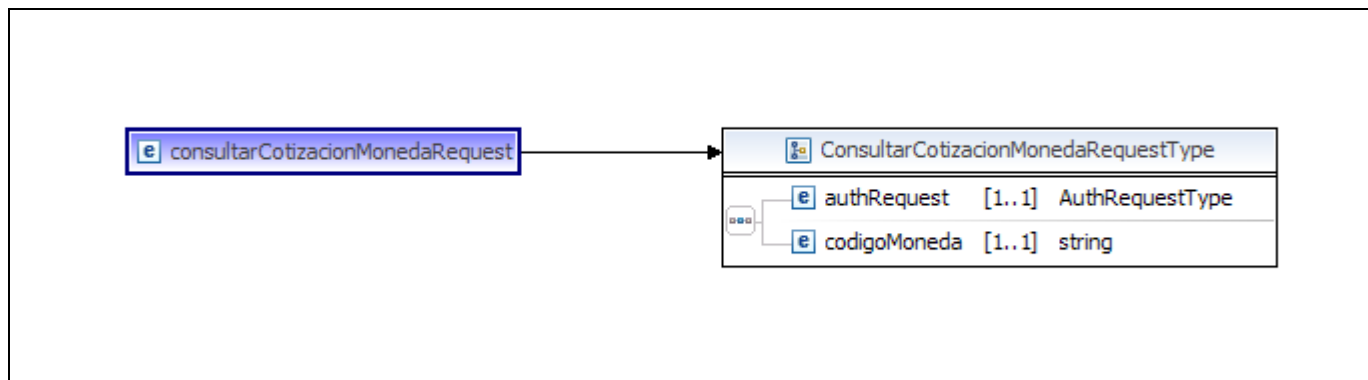 e consultarCotizacionMonedaRequest
ConsultarCotizacionMonedaRequestType
e authRequest [1..1] AuthRequestType
e codigoMoneda [1..1] string